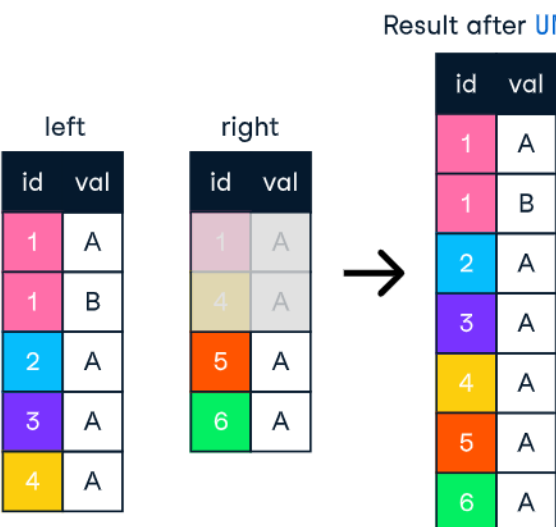 Result after UN
id val
1 A
1 B
2 A
3 A
4 A
5 A
6 A
left
id val
1 A
1 B
2 A
3 A
4 A
right
id val
1 A
4 A
5 A
6 A